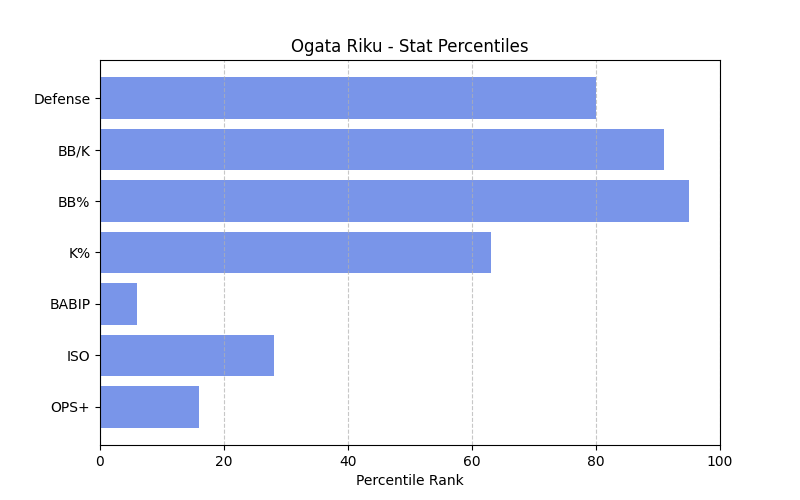 Ogata Riku - Stat Percentiles
Defense
BB/K
BB%
K%
BABIP
ISO
OPS+
0 20 40 60 80 100
Percentile Rank